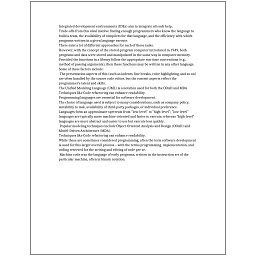 Integrated development environments (IDEs) aim to integrate all such help.
Trade-offs from this ideal involve finding enough programmers who know the language to
build a team, the availability of compilers for that language, and the efficiency with which
programs written in a given language execute.
There exist a lot of different approaches for each of those tasks.
However, with the concept of the stored-program computer introduced in 1949, both
programs and data were stored and manipulated in the same way in computer memory.
Provided the functions in a library follow the appropriate run-time conventions (e.g.,
method of passing arguments), then these functions may be written in any other language.
Some of these factors include:
The presentation aspects of this (such as indents, line breaks, color highlighting, and so on)
are often handled by the source code editor, but the content aspects reflect the
programmer's talent and skills.
The Unified Modeling Language (UML) is a notation used for both the OOAD and MDA.
Techniques like Code refactoring can enhance readability.
Programming languages are essential for software development.
The choice of language used is subject to many considerations, such as company policy,
suitability to task, availability of third-party packages, or individual preference.
Languages form an approximate spectrum from "low-level" to "high-level"; "low-level"
languages are typically more machine-oriented and faster to execute, whereas "high-level"
languages are more abstract and easier to use but execute less quickly.
Popular modeling techniques include Object-Oriented Analysis and Design (OOAD) and
Model-Driven Architecture (MDA).
Techniques like Code refactoring can enhance readability.
While these are sometimes considered programming, often the term software development
is used for this larger overall process – with the terms programming, implementation, and
coding reserved for the writing and editing of code per se.
Machine code was the language of early programs, written in the instruction set of the
particular machine, often in binary notation.